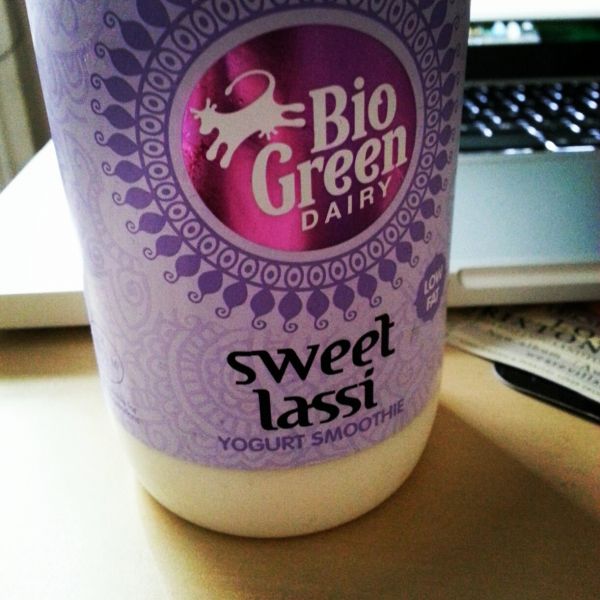 Bio
Green
DAIRY
LOW
FAT
sweet
lassi
YOGURT SMOOTHIE